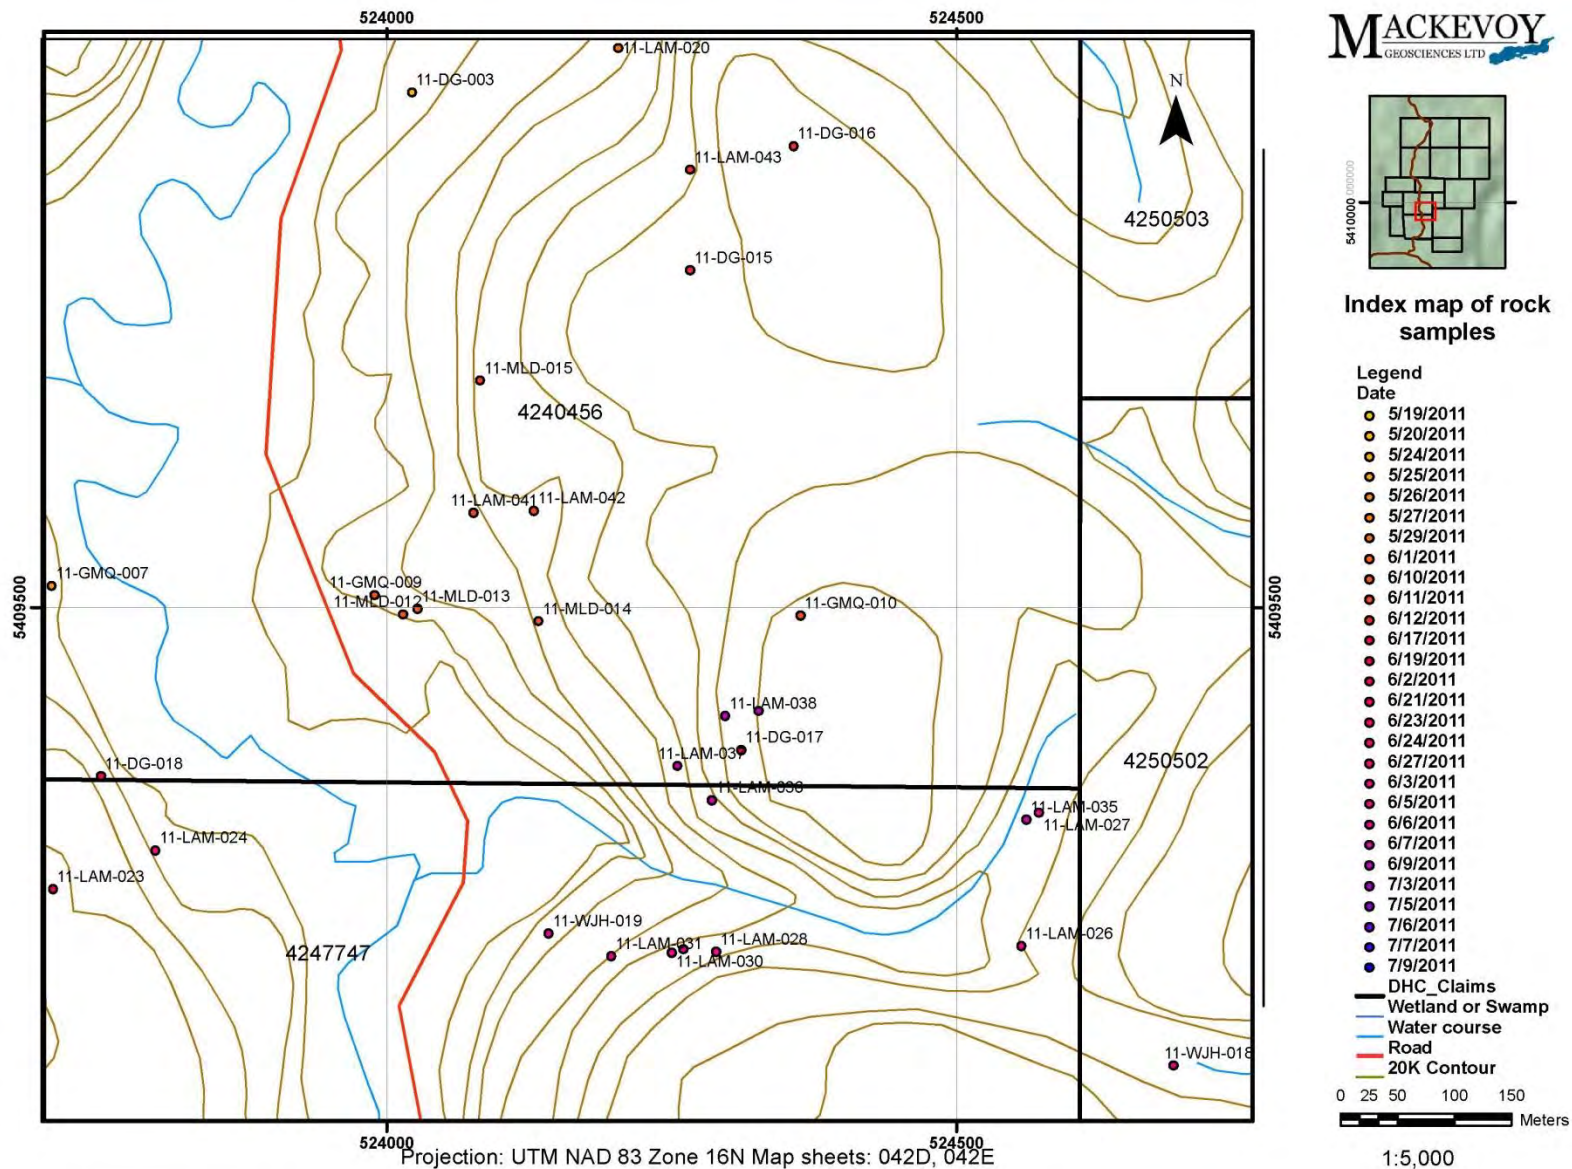 524000
524500
11-LAM-020
11-DG-003
11-DG-016
11-LAM-043
4250503
11-DG-015
11-MLD-015
4240456
11-LAM-041
11-LAM-042
11-GMQ-007
11-GMQ-009
11-MLD-013
11-MLD-012
11-MLD-014
11-GMQ-010
5409500
5409500
11-LAM-038
11-DG-017
11-LAM-037
4250502
11-DG-018
11-LAM-035
11-LAM-027
11-LAM-024
11-LAM-023
11-WJH-019
11-LAM-031
11-LAM-028
11-LAM-030
11-LAM-026
4247747
11-WJH-018
524000
524500
Projection: UTM NAD 83 Zone 16N Map sheets: 042D, 042E
MACKEVOY
GEOSCIENCES LTD
N
5410000
Index map of rock
samples
Legend
Date
5/19/2011
5/20/2011
5/24/2011
5/25/2011
5/26/2011
5/27/2011
5/29/2011
6/1/2011
6/10/2011
6/11/2011
6/12/2011
6/17/2011
6/19/2011
6/2/2011
6/21/2011
6/23/2011
6/24/2011
6/27/2011
6/3/2011
6/5/2011
6/6/2011
6/7/2011
6/9/2011
7/3/2011
7/5/2011
7/6/2011
7/7/2011
7/9/2011
DHC_Claims
Wetland or Swamp
Water course
Road
20K Contour
0 25 50 100 150
Meters
1:5,000